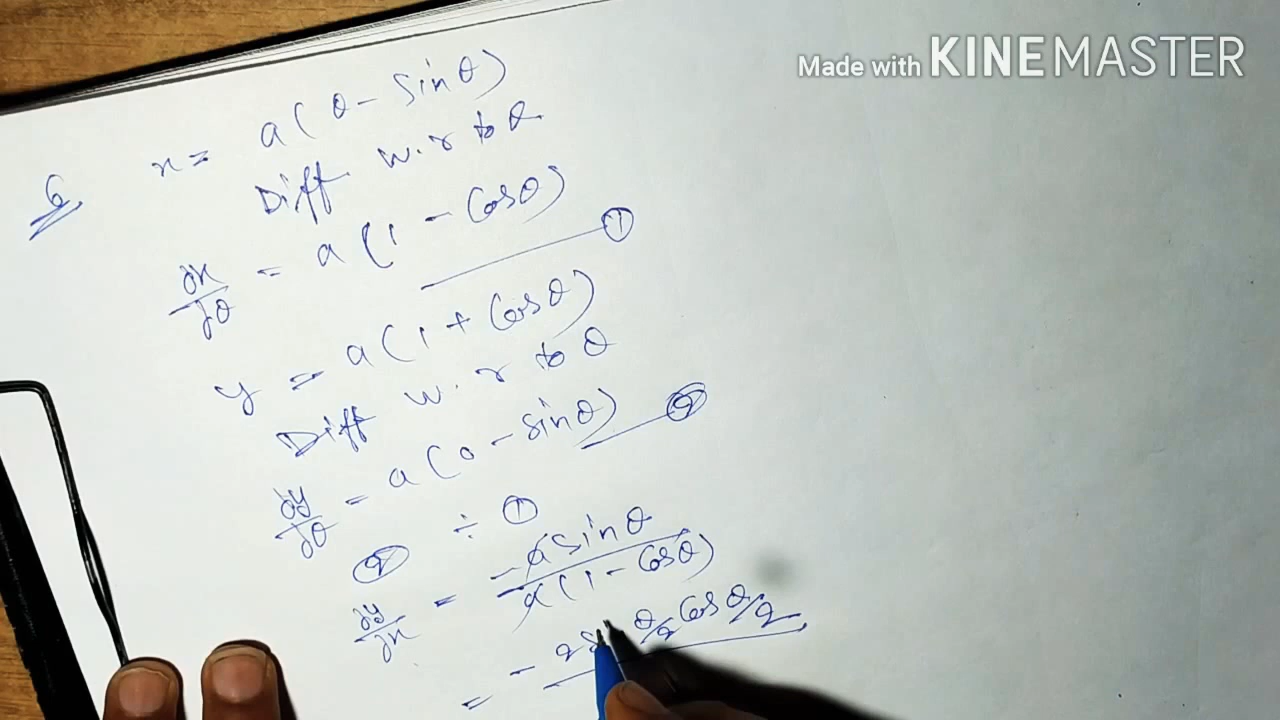 Made with KINEMASTER
6 x = a(θ - Sinθ)
Diff w.r to θ
dx/dθ = a(1 - Cosθ) ①
y = a(1 + Cosθ)
Diff w.r to θ
dy/dθ = a(0 - sinθ) ②
② ÷ ①
dy/dx = -a sinθ / a(1 - Cosθ)
= - 2 θ/2 Cos θ/2